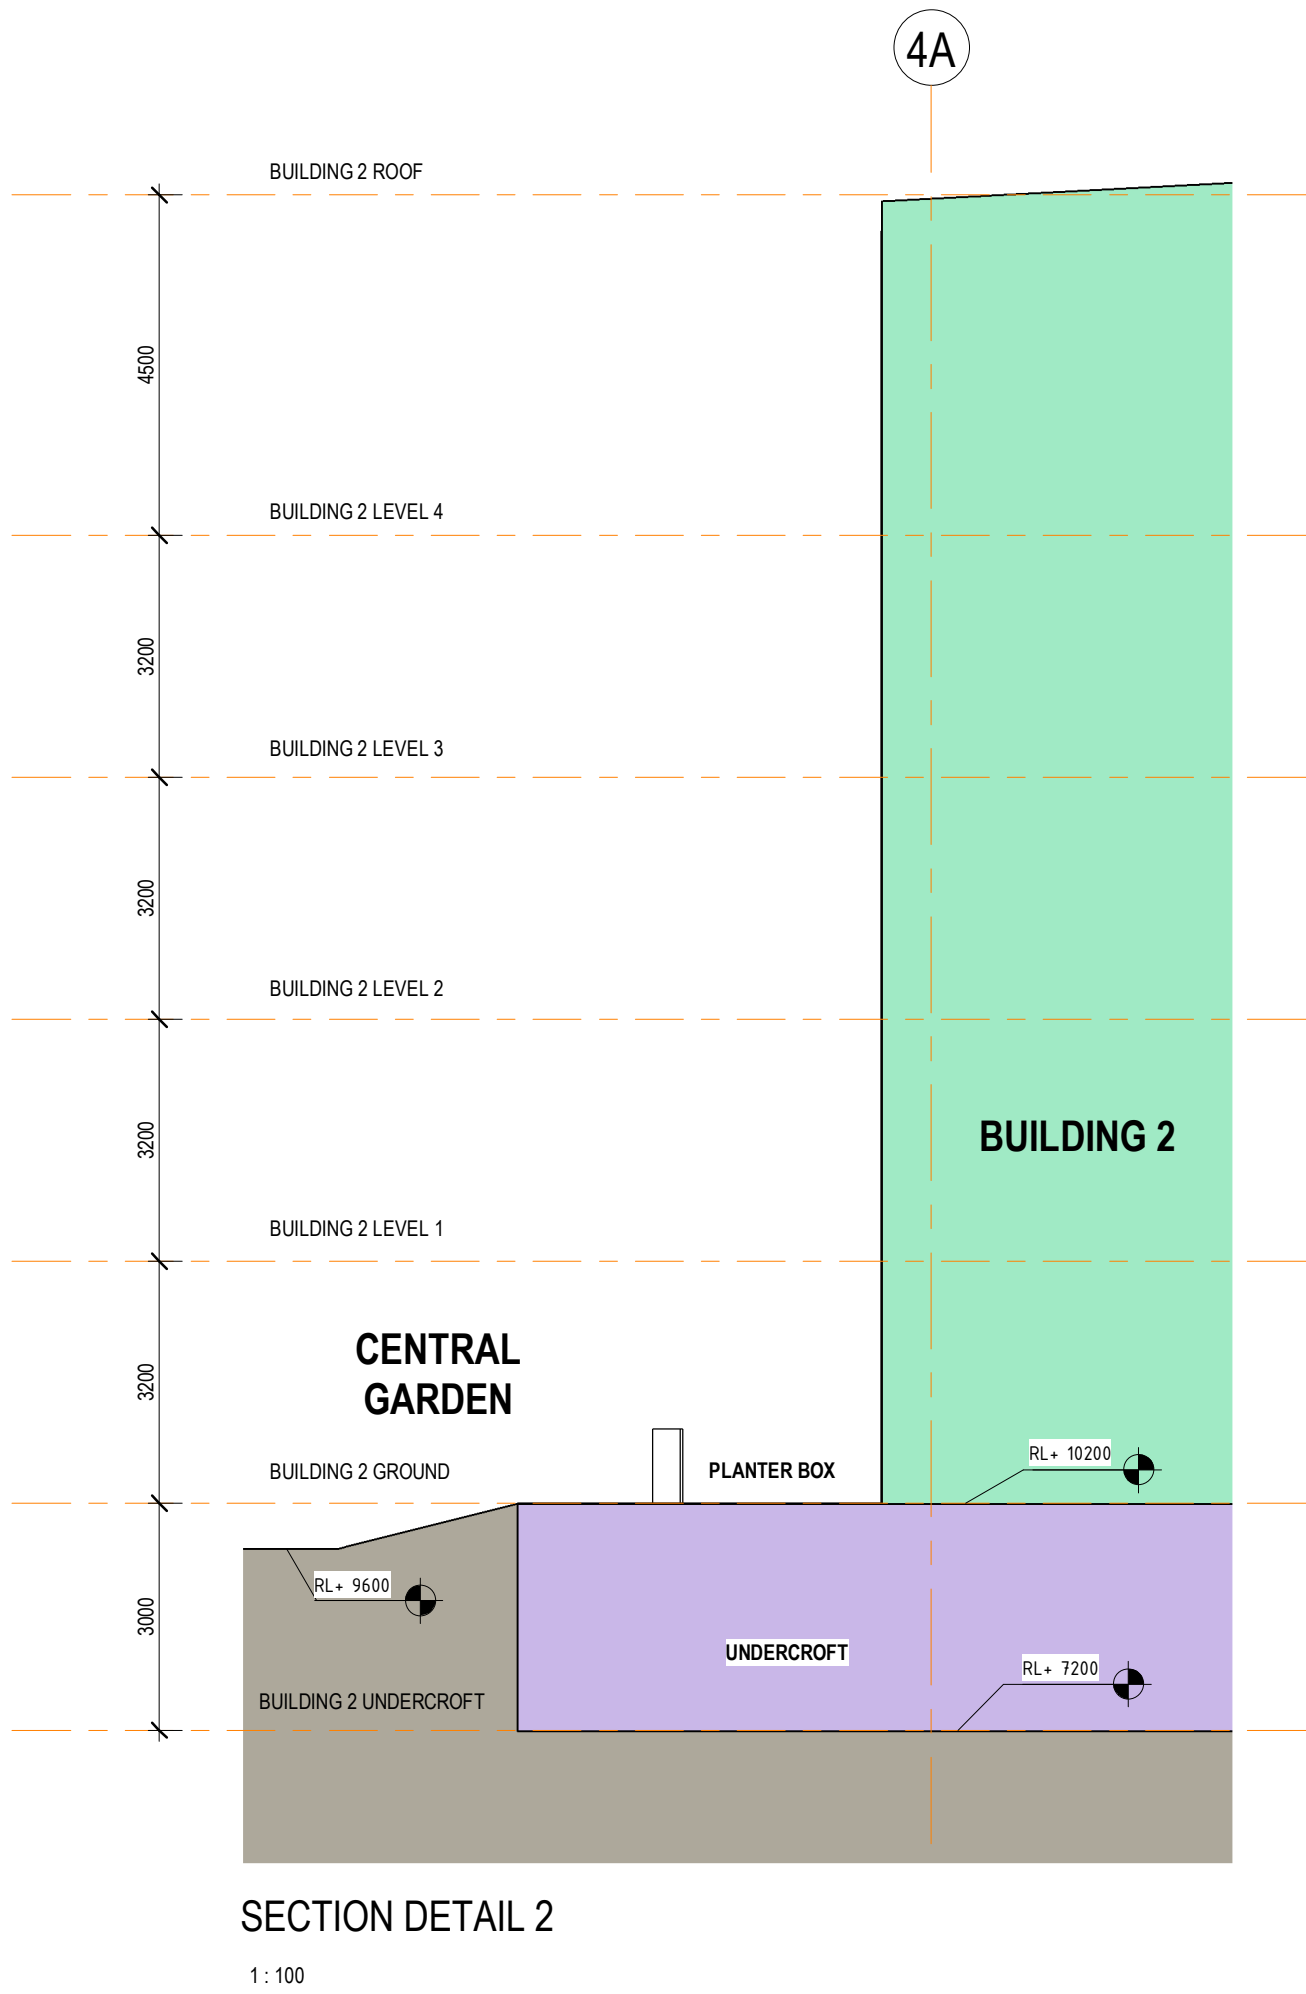 4A
BUILDING 2 ROOF
4500
BUILDING 2 LEVEL 4
3200
BUILDING 2 LEVEL 3
3200
BUILDING 2 LEVEL 2
3200
BUILDING 2
BUILDING 2 LEVEL 1
CENTRAL
GARDEN
3200
RL+ 10200
BUILDING 2 GROUND
PLANTER BOX
RL+ 9600
3000
UNDERCROFT
RL+ 7200
BUILDING 2 UNDERCROFT
SECTION DETAIL 2
1 : 100